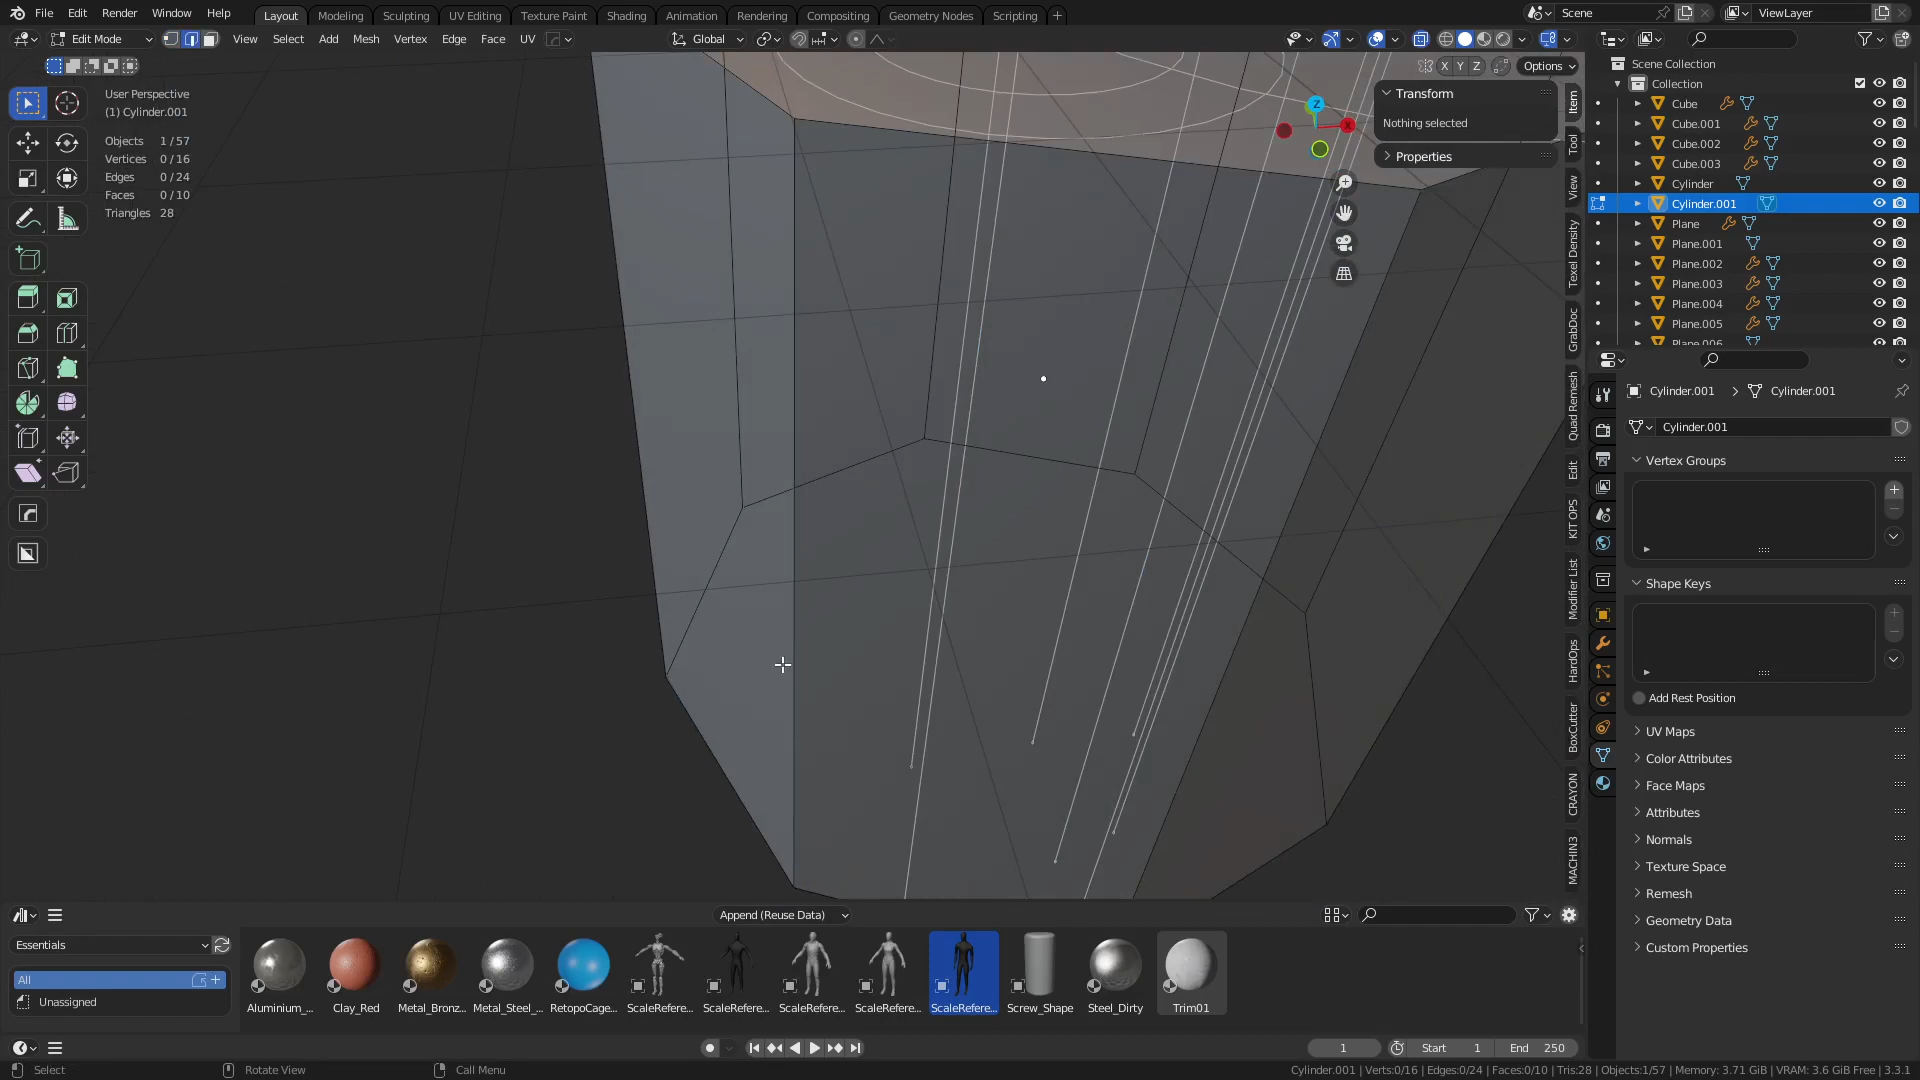 File Edit Render Window Help
Layout Modeling Sculpting UV Editing Texture Paint Shading Animation Rendering Compositing Geometry Nodes Scripting
Scene
ViewLayer
Edit Mode View Select Add Mesh Vertex Edge Face UV
Global
X Y Z Options
User Perspective
(1) Cylinder.001
Objects 1/57
Vertices 0/16
Edges 0/24
Faces 0/10
Triangles 28
Z
X
Transform
Nothing selected
Properties
Item
Tool
View
Texel Density
GrabDoc
Quad Remesh
Edit
KIT OPS
Modifier List
HardOps
BoxCutter
CRAYON
MACHIN3
Scene Collection
Collection
Cube
Cube.001
Cube.002
Cube.003
Cylinder
Cylinder.001
Plane
Plane.001
Plane.002
Plane.003
Plane.004
Plane.005
Plane.006
Cylinder.001 > Cylinder.001
Cylinder.001
Vertex Groups
Shape Keys
Add Rest Position
UV Maps
Color Attributes
Face Maps
Attributes
Normals
Texture Space
Remesh
Geometry Data
Custom Properties
Append (Reuse Data)
Essentials
All
Unassigned
Aluminium_... Clay_Red Metal_Bronz... Metal_Steel_... RetopoCage... ScaleRefere... ScaleRefere... ScaleRefere... ScaleRefere... ScaleRefere... Screw_Shape Steel_Dirty Trim01
1 Start 1 End 250
Select Rotate View Call Menu
Cylinder.001 | Verts:0/16 | Edges:0/24 | Faces:0/10 | Tris:28 | Objects:1/57 | Memory: 3.71 GiB | VRAM: 3.6 GiB Free | 3.3.1